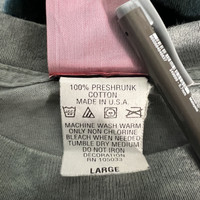 100% PRESHRUNK
COTTON
MADE IN U.S.A.
MACHINE WASH WARM
ONLY NON CHLORINE
BLEACH WHEN NEEDED
TUMBLE DRY MEDIUM
DO NOT IRON
DECORATION
RN 105033
LARGE